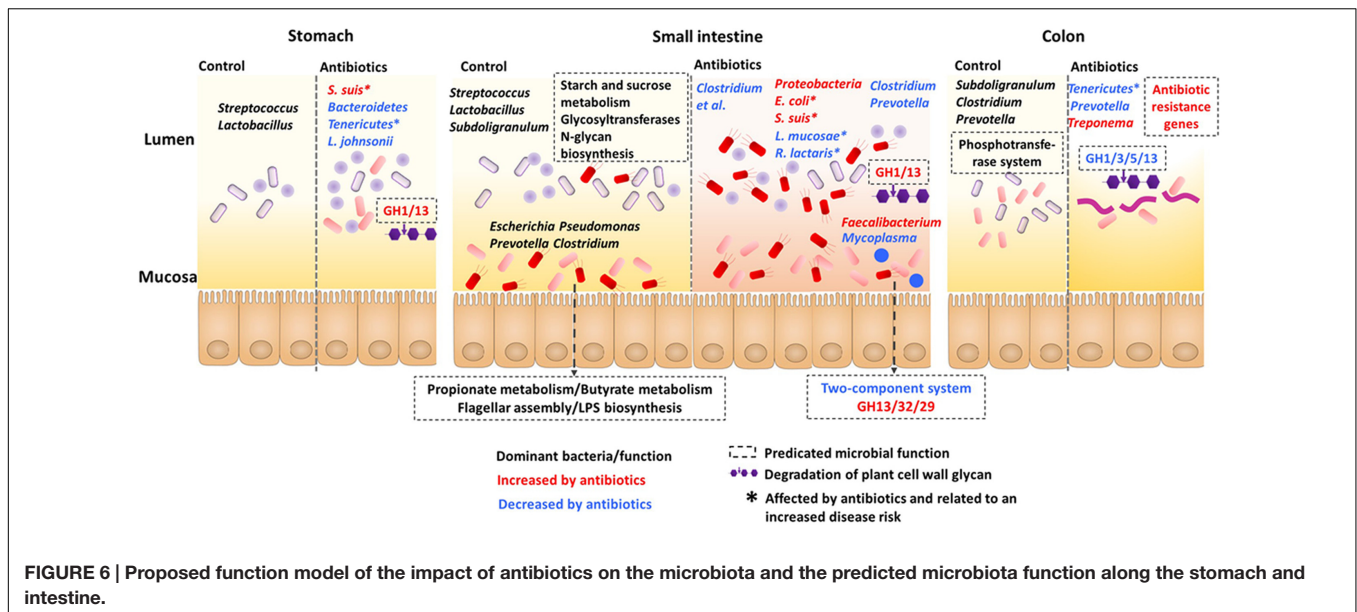 Stomach
Small intestine
Colon
Control
Antibiotics
Control
Antibiotics
Control
Antibiotics
Lumen
Mucosa
Streptococcus
Lactobacillus
S. suis*
Bacteroidetes
Tenericutes*
L. johnsonii
GH1/13
Streptococcus
Lactobacillus
Subdoligranulum
Starch and sucrose
metabolism
Glycosyltransferases
N-glycan
biosynthesis
Escherichia Pseudomonas
Prevotella Clostridium
Clostridium
et al.
Proteobacteria
E. coli*
S. suis*
L. mucosae*
R. lactaris*
Clostridium
Prevotella
GH1/13
Faecalibacterium
Mycoplasma
Subdoligranulum
Clostridium
Prevotella
Phosphotransfe-
rase system
Tenericutes*
Prevotella
Treponema
Antibiotic
resistance
genes
GH1/3/5/13
Propionate metabolism/Butyrate metabolism
Flagellar assembly/LPS biosynthesis
Two-component system
GH13/32/29
Dominant bacteria/function
Increased by antibiotics
Decreased by antibiotics
Predicated microbial function
Degradation of plant cell wall glycan
* Affected by antibiotics and related to an
increased disease risk
FIGURE 6 | Proposed function model of the impact of antibiotics on the microbiota and the predicted microbiota function along the stomach and
intestine.